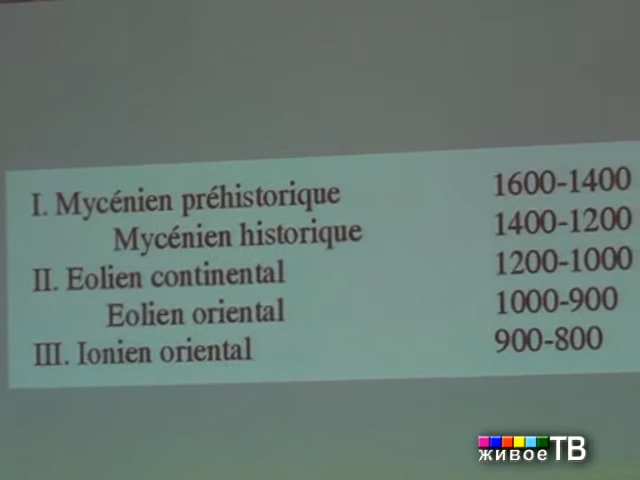 I. Mycénien préhistorique 1600-1400
Mycénien historique 1400-1200
II. Eolien continental 1200-1000
Eolien oriental 1000-900
III. Ionien oriental 900-800
живоеТВ